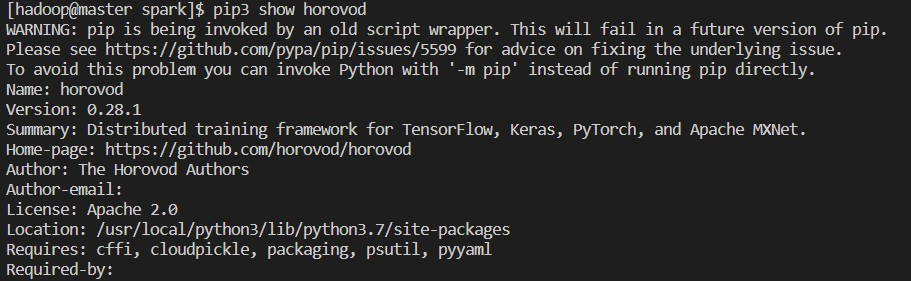 [hadoop@master spark]$ pip3 show horovod
WARNING: pip is being invoked by an old script wrapper. This will fail in a future version of pip.
Please see https://github.com/pypa/pip/issues/5599 for advice on fixing the underlying issue.
To avoid this problem you can invoke Python with '-m pip' instead of running pip directly.
Name: horovod
Version: 0.28.1
Summary: Distributed training framework for TensorFlow, Keras, PyTorch, and Apache MXNet.
Home-page: https://github.com/horovod/horovod
Author: The Horovod Authors
Author-email:
License: Apache 2.0
Location: /usr/local/python3/lib/python3.7/site-packages
Requires: cffi, cloudpickle, packaging, psutil, pyyaml
Required-by: